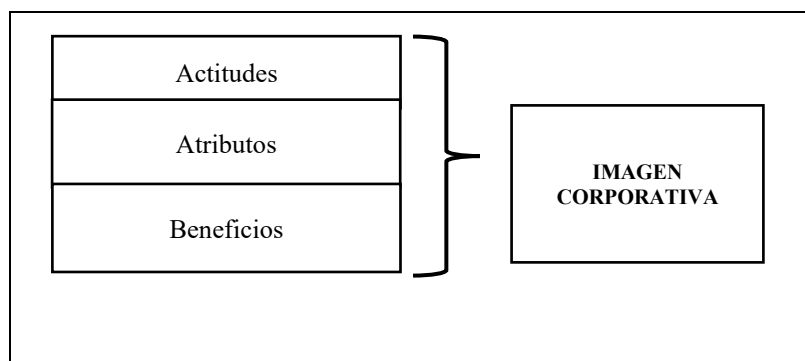 Actitudes
Atributos
Beneficios
IMAGEN
CORPORATIVA